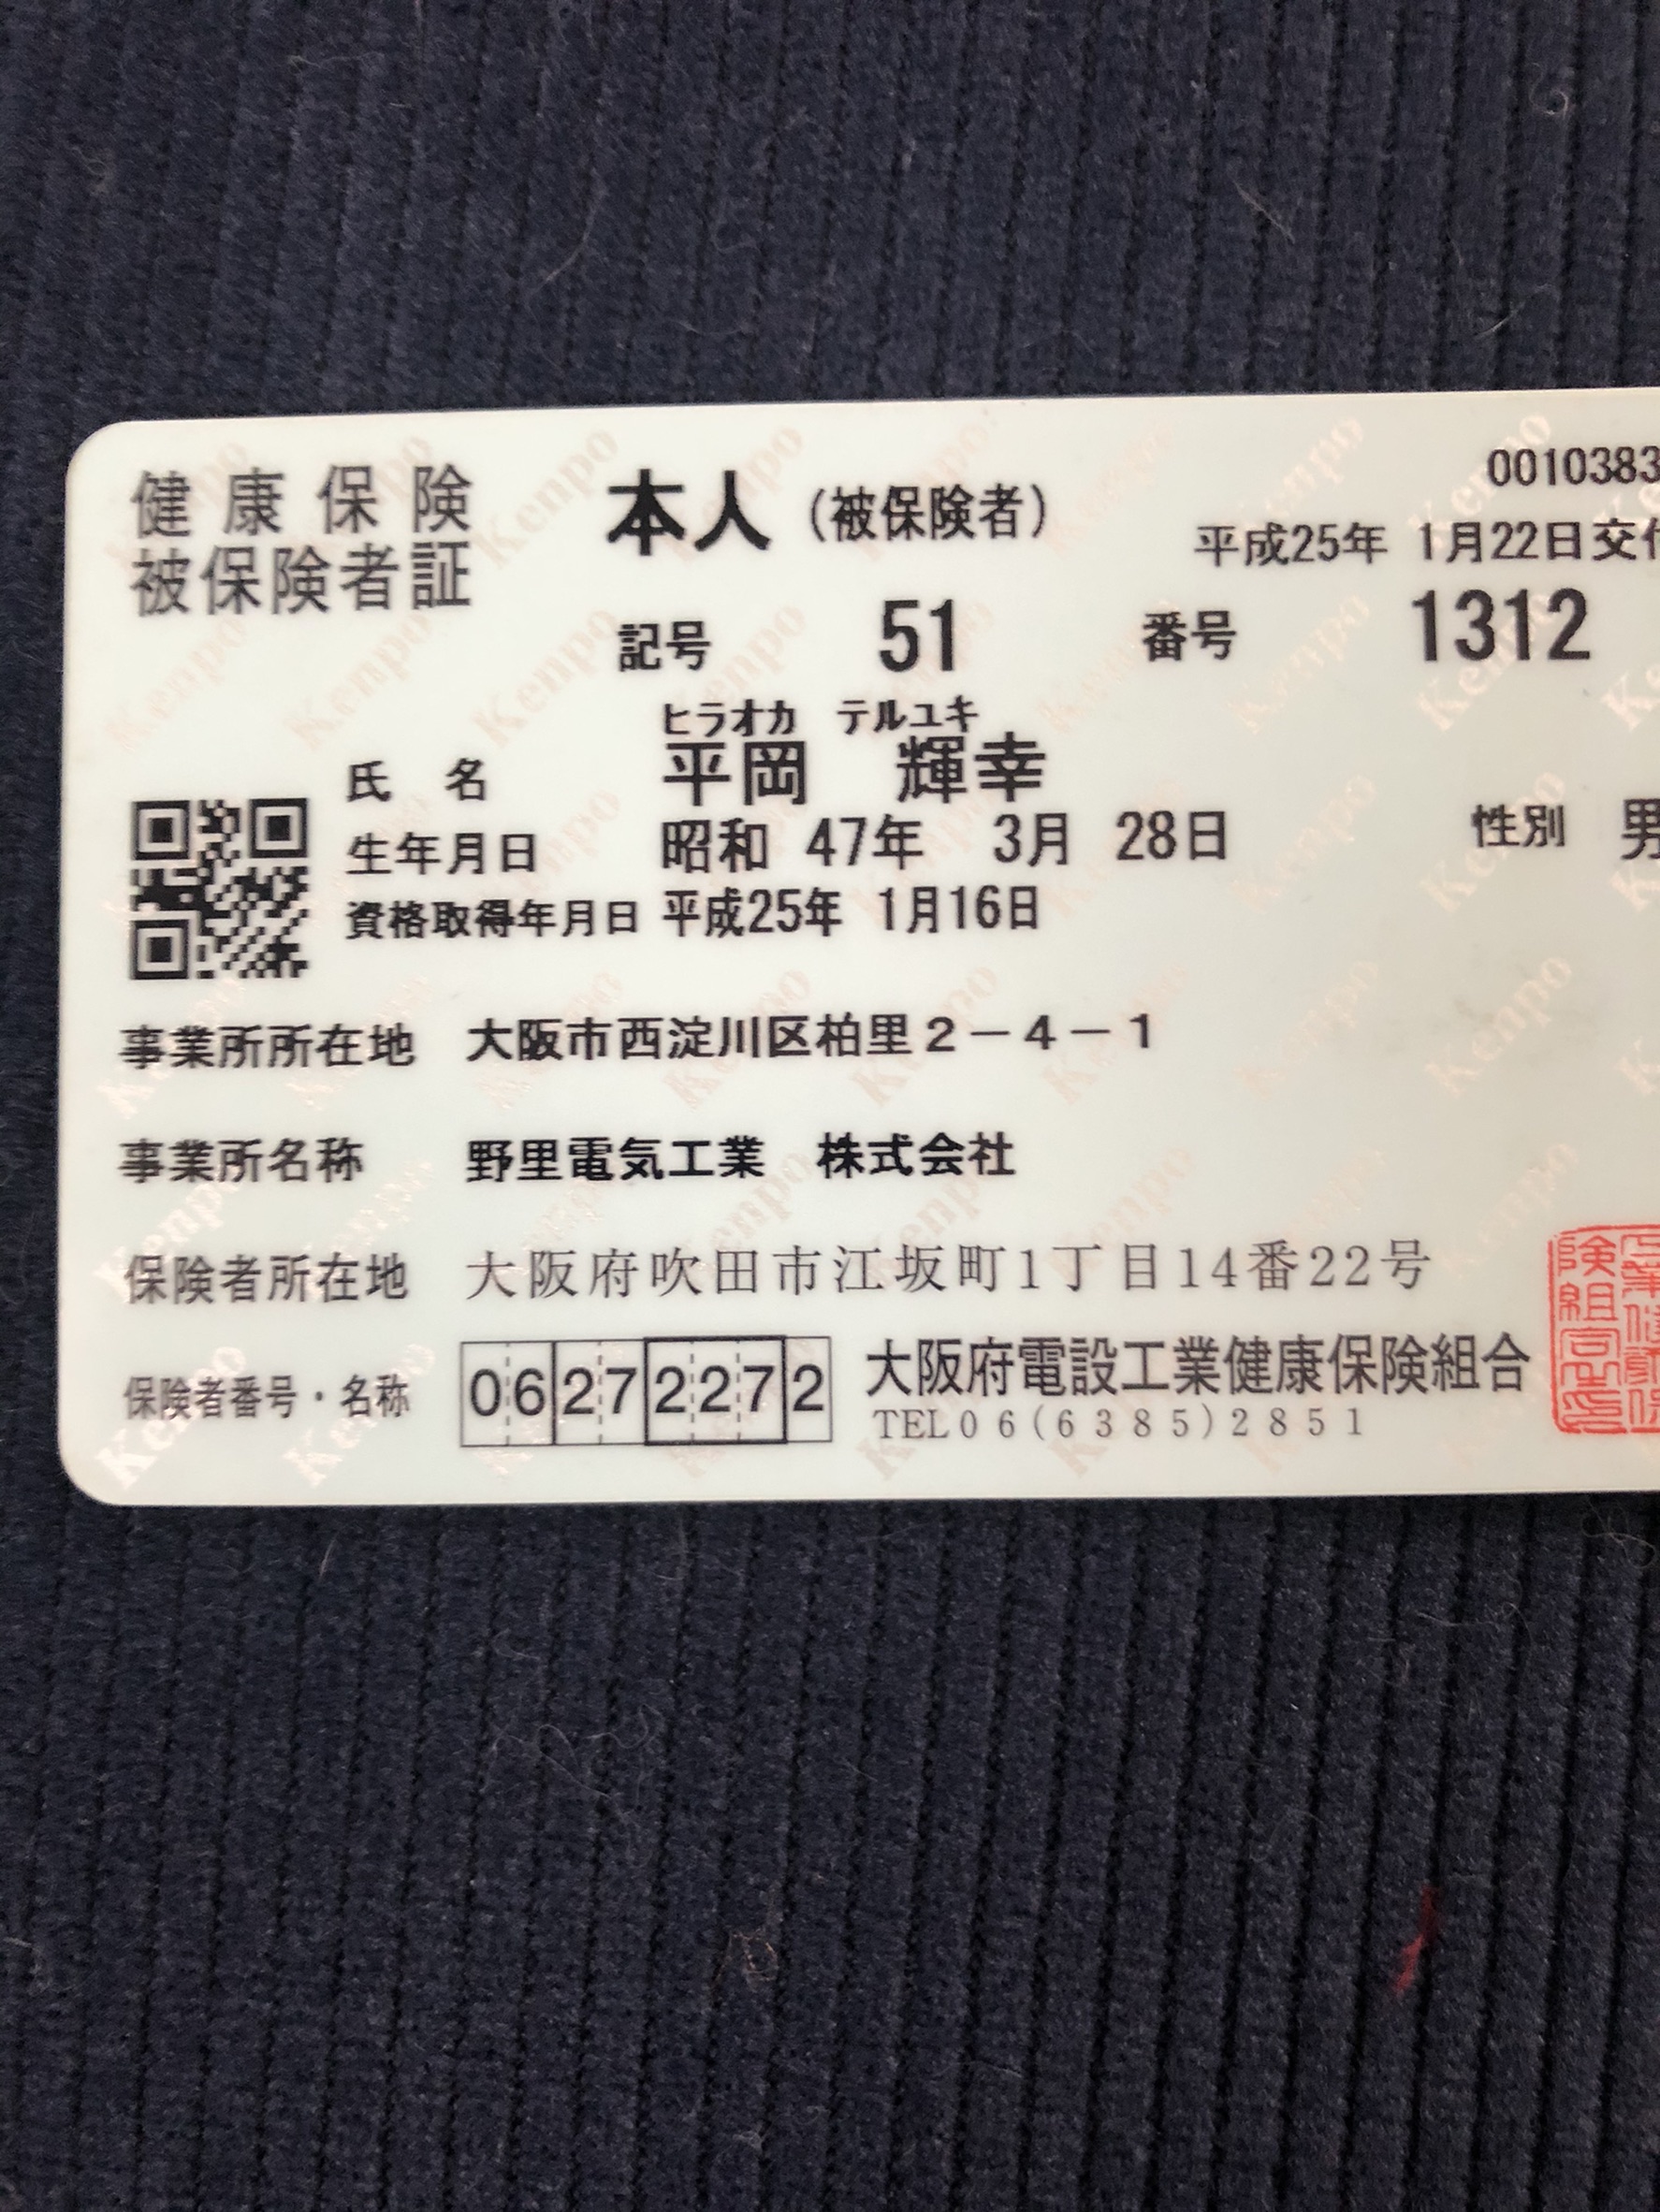 0010383
健康保険 本人（被保険者）
被保険者証 平成25年 1月22日交付
記号 51 番号 1312
ヒラオカ テルユキ
氏 名 平岡 輝幸
生年月日 昭和 47年 3月 28日 性別 男
資格取得年月日 平成25年 1月16日
事業所所在地 大阪市西淀川区柏里２－４－１
事業所名称 野里電気工業 株式会社
保険者所在地 大阪府吹田市江坂町1丁目14番22号
保険者番号・名称 06272272 大阪府電設工業健康保険組合
TEL06(6385)2851